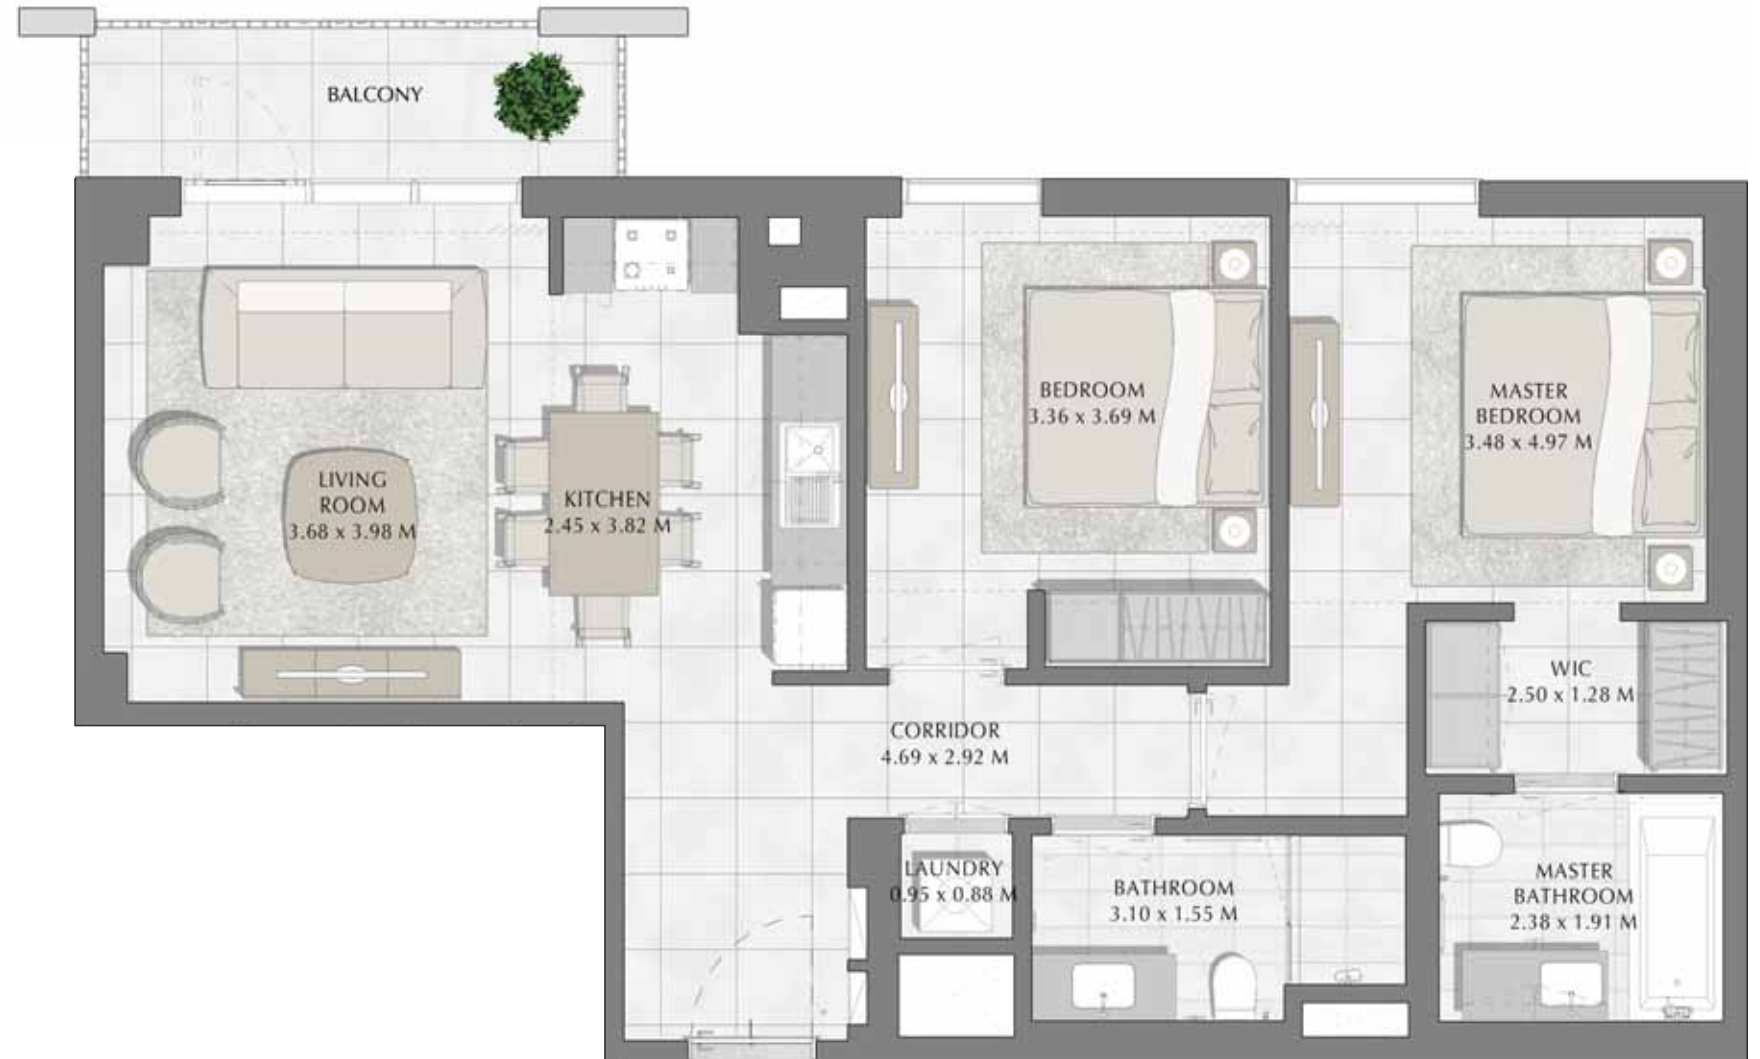 BALCONY
BEDROOM
3.36 x 3.69 M
MASTER
BEDROOM
3.48 x 4.97 M
LIVING
ROOM
3.68 x 3.98 M
KITCHEN
2.45 x 3.82 M
WIC
2.50 x 1.28 M
CORRIDOR
4.69 x 2.92 M
LAUNDRY
0.95 x 0.88 M
BATHROOM
3.10 x 1.55 M
MASTER
BATHROOM
2.38 x 1.91 M